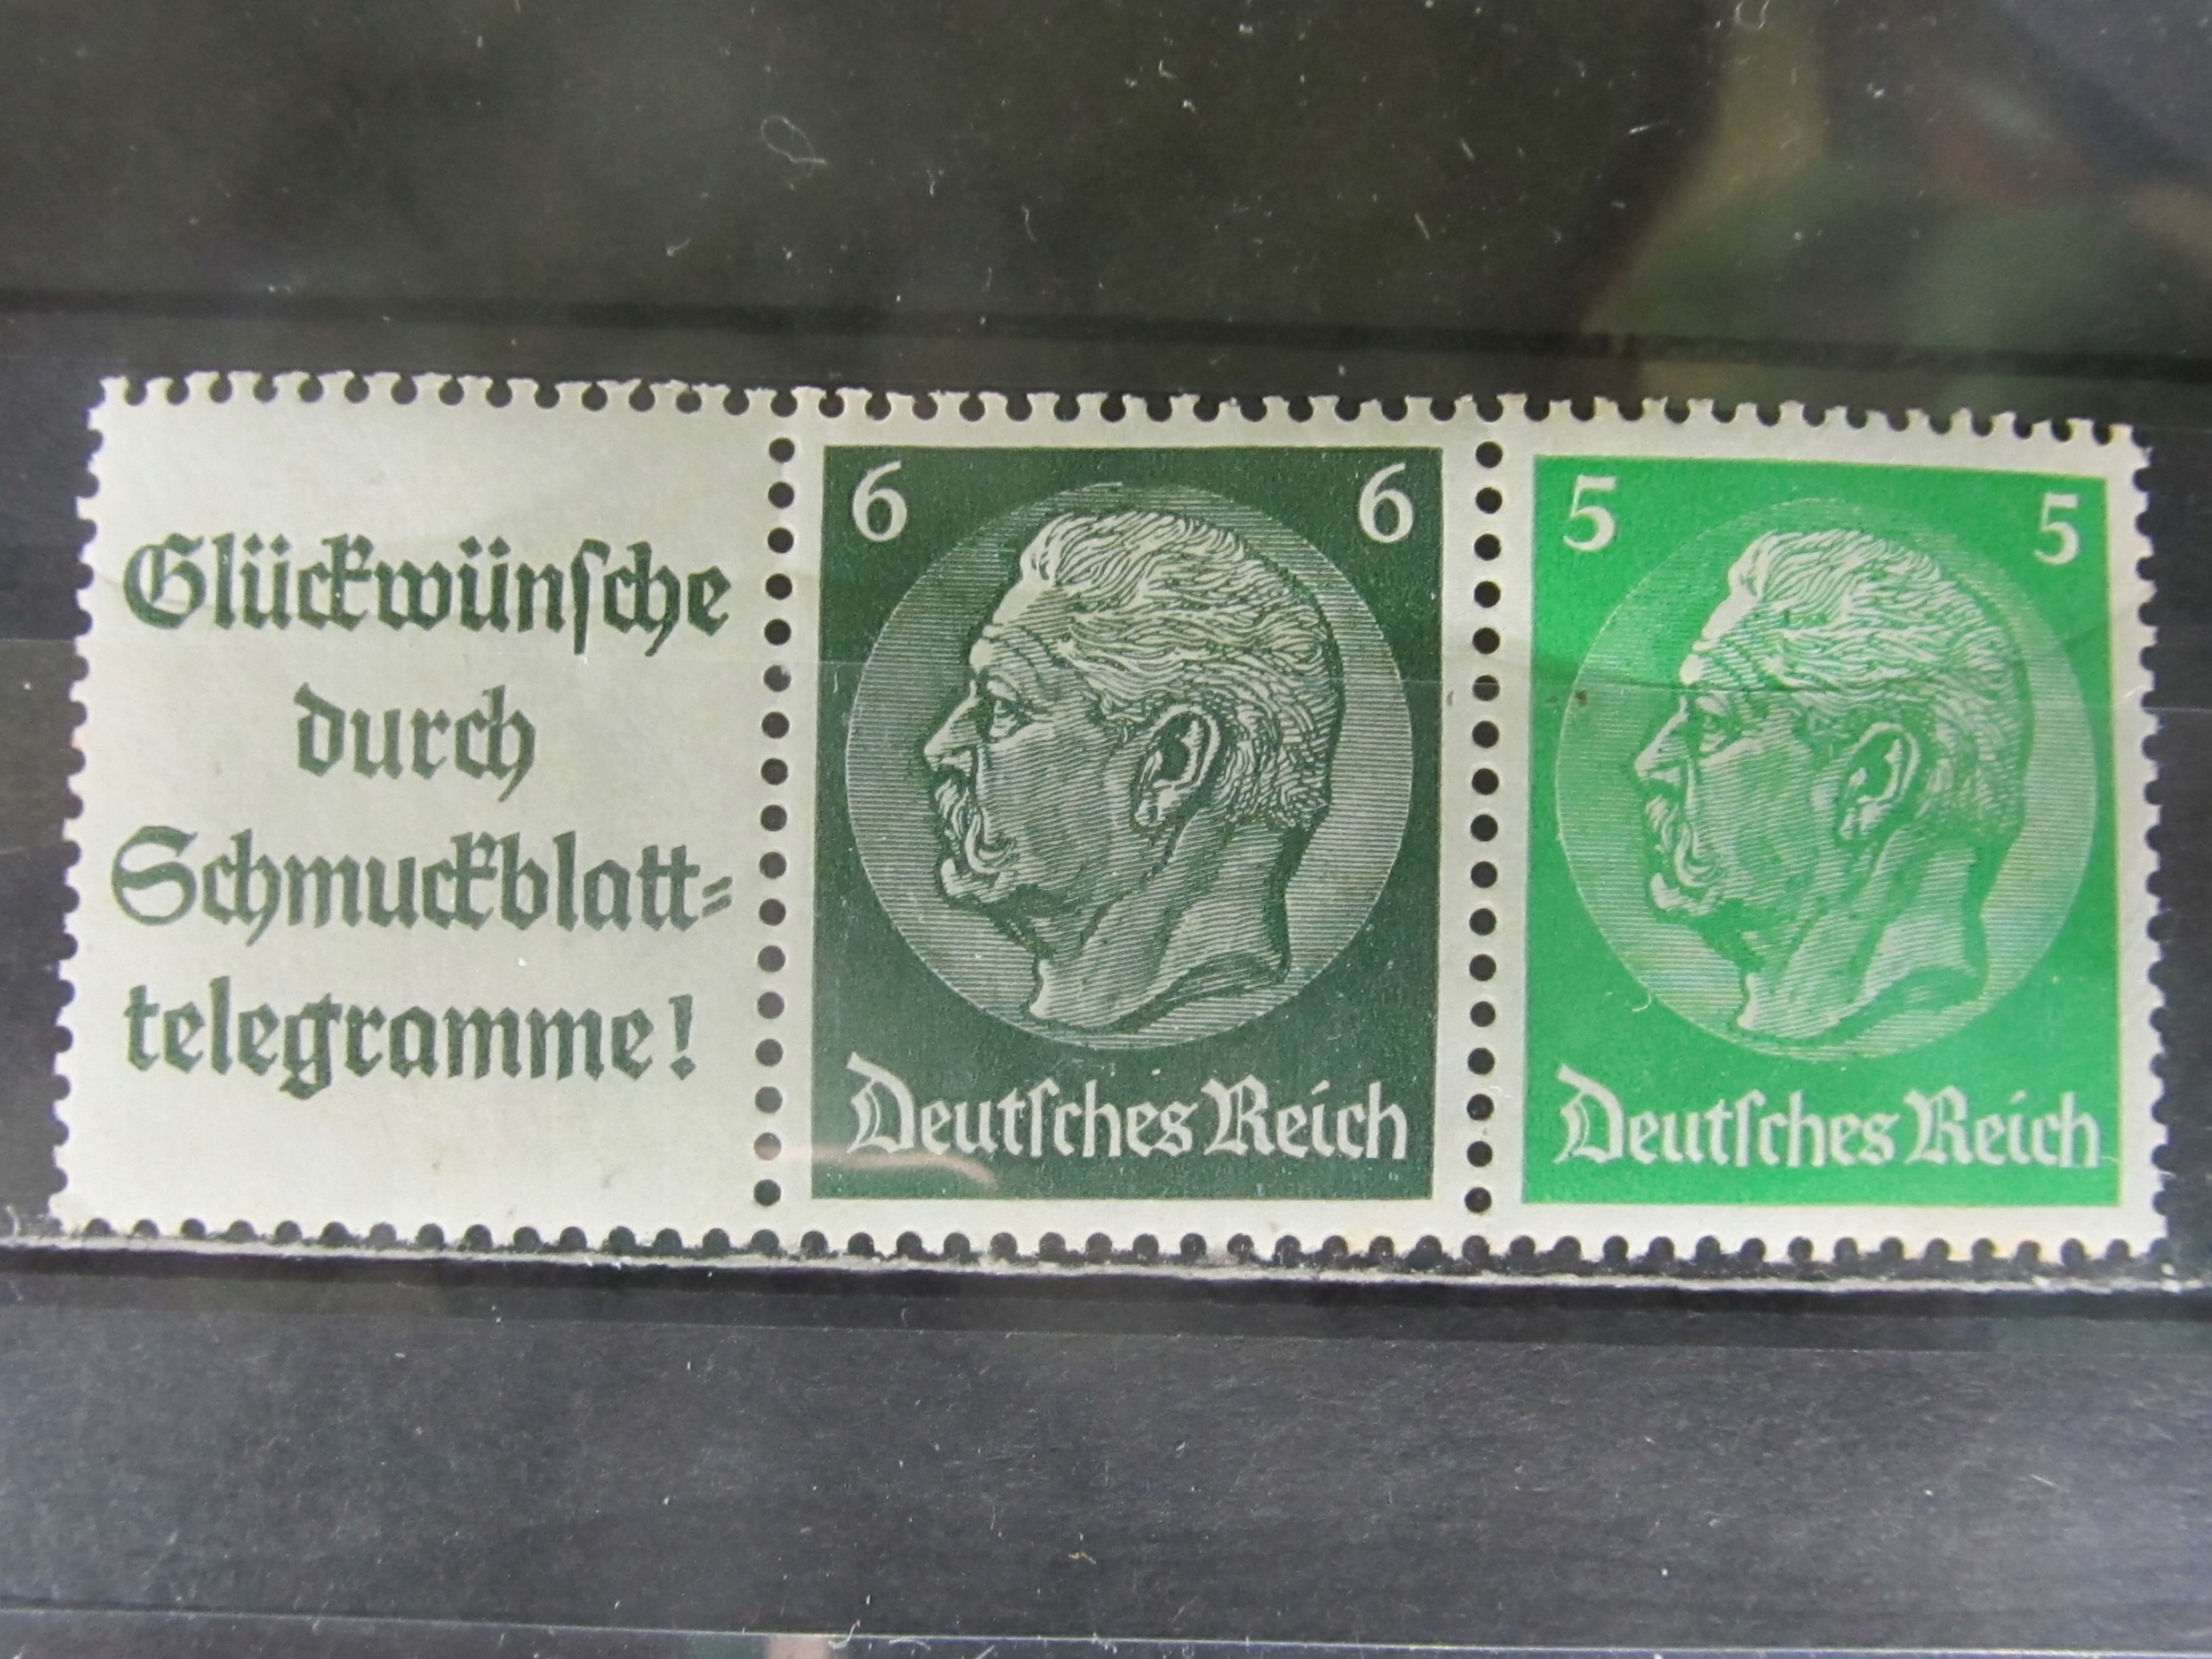 Glückwünſche
durch
Schmuckblatt⸗
telegramme!
6 6
Deutſches Reich
5 5
Deutſches Reich